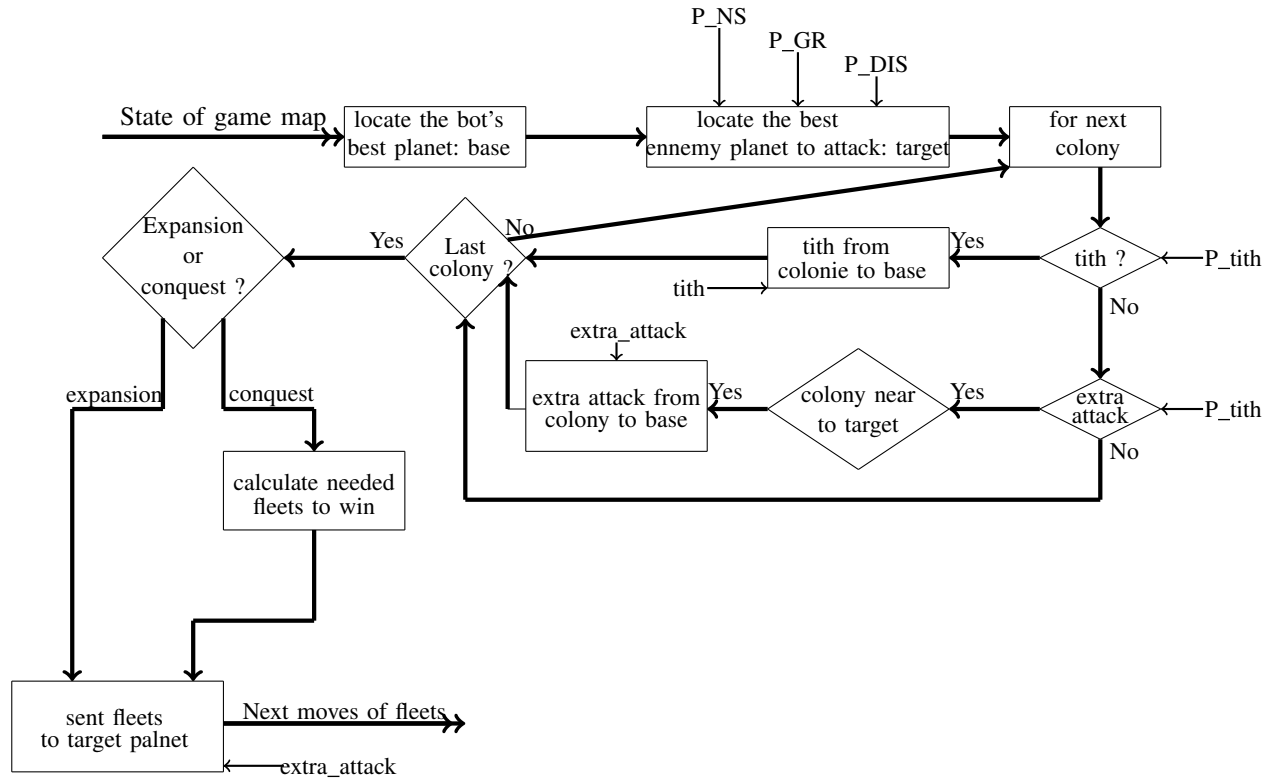 P_NS
P_GR
P_DIS
State of game map
locate the bot's
best planet: base
locate the best
ennemy planet to attack: target
for next
colony
Expansion
or
conquest ?
Yes
Last
colony ?
No
tith from
colonie to base
Yes
tith ?
P_tith
tith
No
extra_attack
expansion
conquest
extra attack from
colony to base
Yes
colony near
to target
Yes
extra
attack
P_tith
No
calculate needed
fleets to win
sent fleets
to target palnet
Next moves of fleets
extra_attack